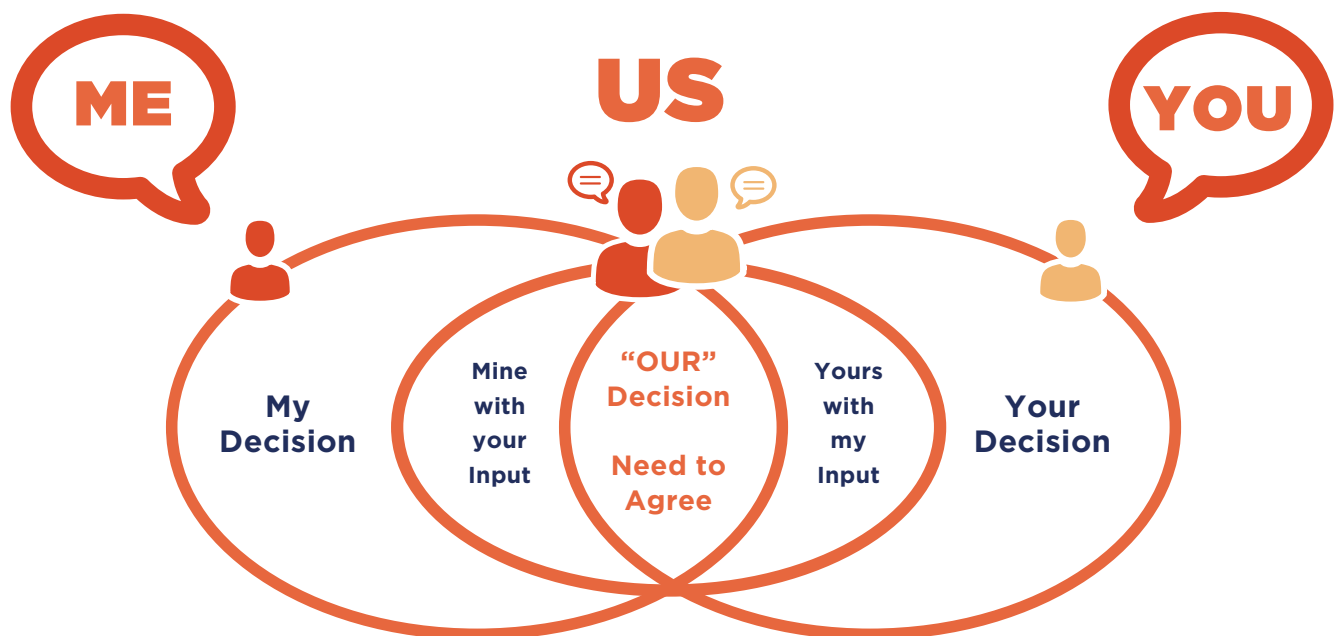 ME
US
YOU
My
Decision
Mine
with
your
Input
“OUR”
Decision
Need to
Agree
Yours
with
my
Input
Your
Decision